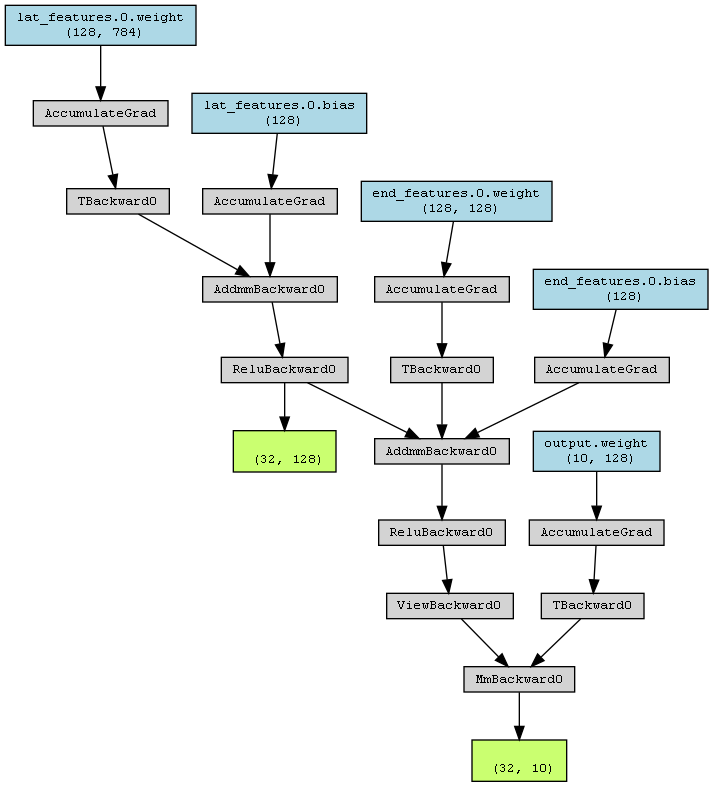 lat_features.0.weight
(128, 784)
AccumulateGrad
lat_features.0.bias
(128)
TBackward0
AccumulateGrad
end_features.0.weight
(128, 128)
AddmmBackward0
AccumulateGrad
end_features.0.bias
(128)
ReluBackward0
TBackward0
AccumulateGrad
(32, 128)
AddmmBackward0
output.weight
(10, 128)
ReluBackward0
AccumulateGrad
ViewBackward0
TBackward0
MmBackward0
(32, 10)